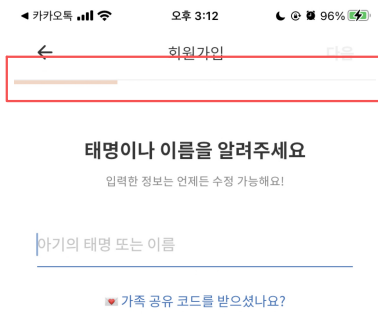 ◀ 카카오톡
오후 3:12
96%
회원가입
다음
태명이나 이름을 알려주세요
입력한 정보는 언제든 수정 가능해요!
아기의 태명 또는 이름
가족 공유 코드를 받으셨나요?